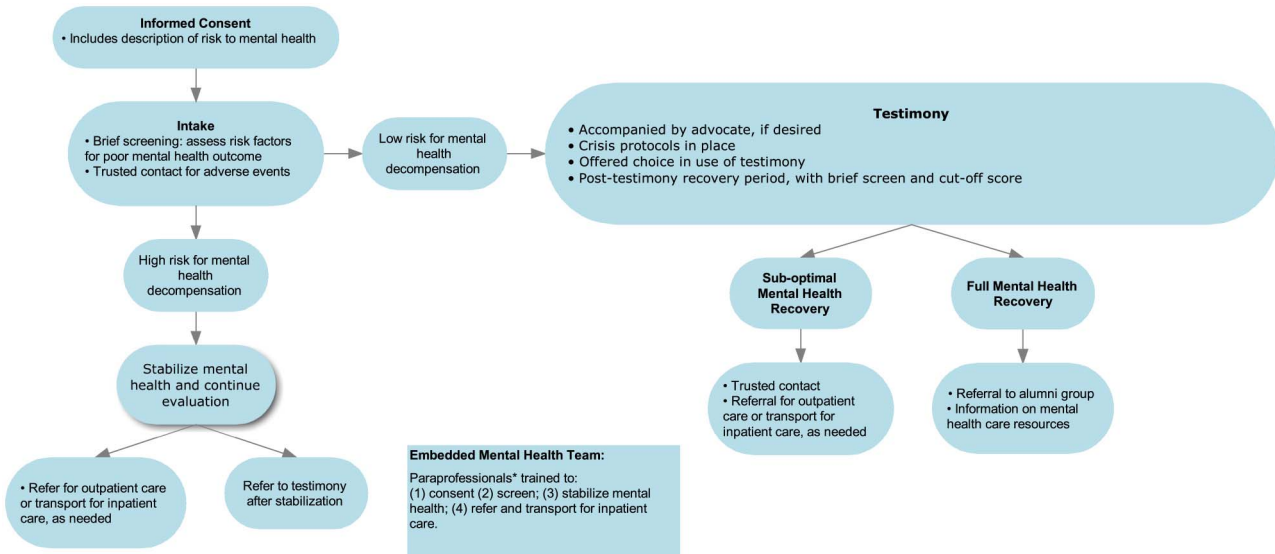 Informed Consent
• Includes description of risk to mental health
Intake
• Brief screening: assess risk factors
for poor mental health outcome
• Trusted contact for adverse events
Low risk for mental
health
decompensation
Testimony
• Accompanied by advocate, if desired
• Crisis protocols in place
• Offered choice in use of testimony
• Post-testimony recovery period, with brief screen and cut-off score
High risk for mental
health
decompensation
Stabilize mental
health and continue
evaluation
• Refer for outpatient care
or transport for inpatient
care, as needed
Refer to testimony
after stabilization
Sub-optimal
Mental Health
Recovery
Full Mental Health
Recovery
• Trusted contact
• Referral for outpatient
care or transport for
inpatient care, as needed
• Referral to alumni group
• Information on mental
health care resources
Embedded Mental Health Team:
Paraprofessionals* trained to:
(1) consent (2) screen; (3) stabilize mental
health; (4) refer and transport for inpatient
care.